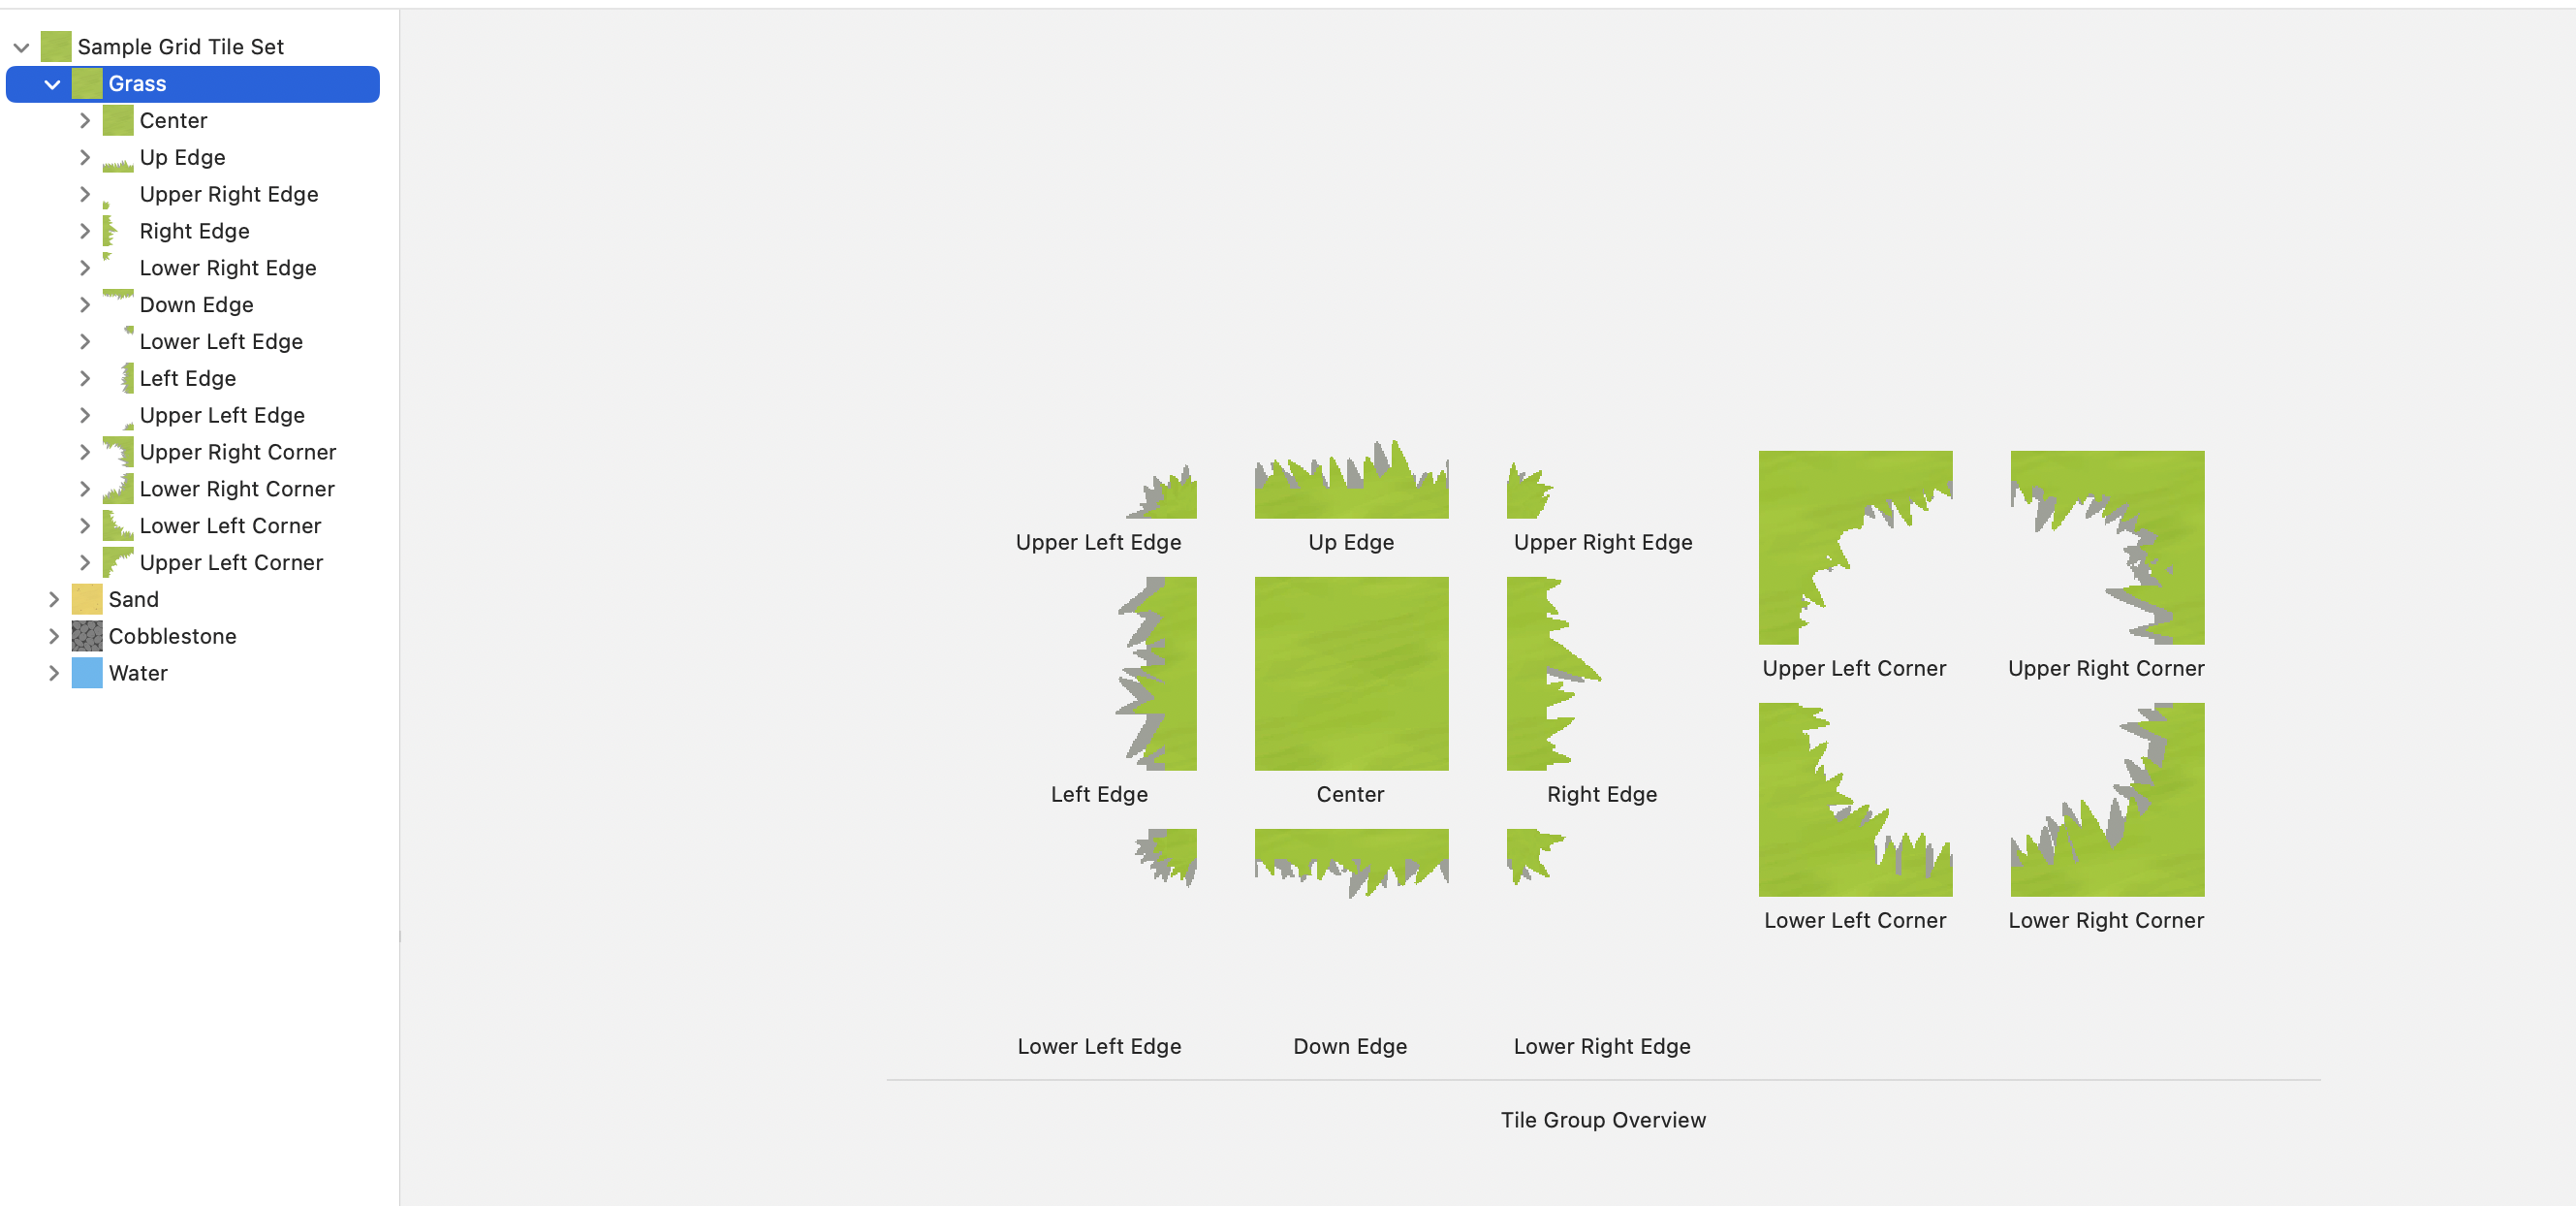 Sample Grid Tile Set
Grass
Center
Up Edge
Upper Right Edge
Right Edge
Lower Right Edge
Down Edge
Lower Left Edge
Left Edge
Upper Left Edge
Upper Right Corner
Lower Right Corner
Lower Left Corner
Upper Left Corner
Sand
Cobblestone
Water
Upper Left Edge
Up Edge
Upper Right Edge
Left Edge
Center
Right Edge
Lower Left Edge
Down Edge
Lower Right Edge
Upper Left Corner
Upper Right Corner
Lower Left Corner
Lower Right Corner
Tile Group Overview